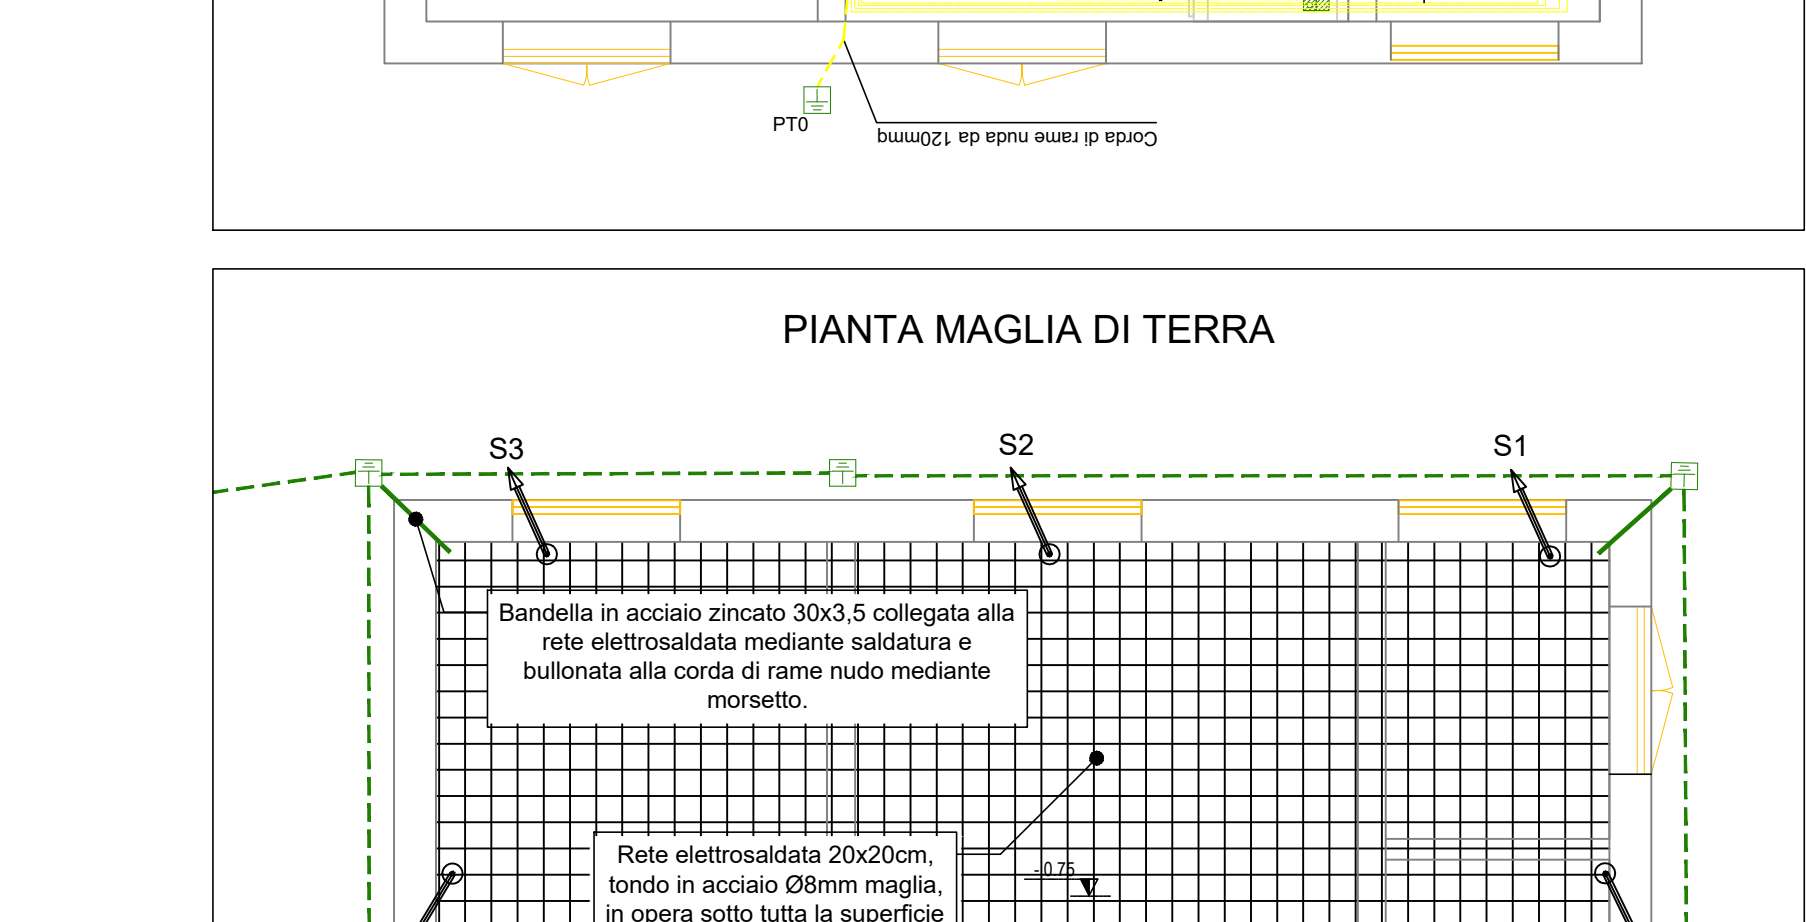 PT0
Corda di rame nuda da 120mmq
PIANTA MAGLIA DI TERRA
S3
S2
S1
Bandella in acciaio zincato 30x3,5 collegata alla
rete elettrosaldata mediante saldatura e
bullonata alla corda di rame nudo mediante
morsetto.
Rete elettrosaldata 20x20cm,
tondo in acciaio Ø8mm maglia,
in opera sotto tutta la superficie
-0.75